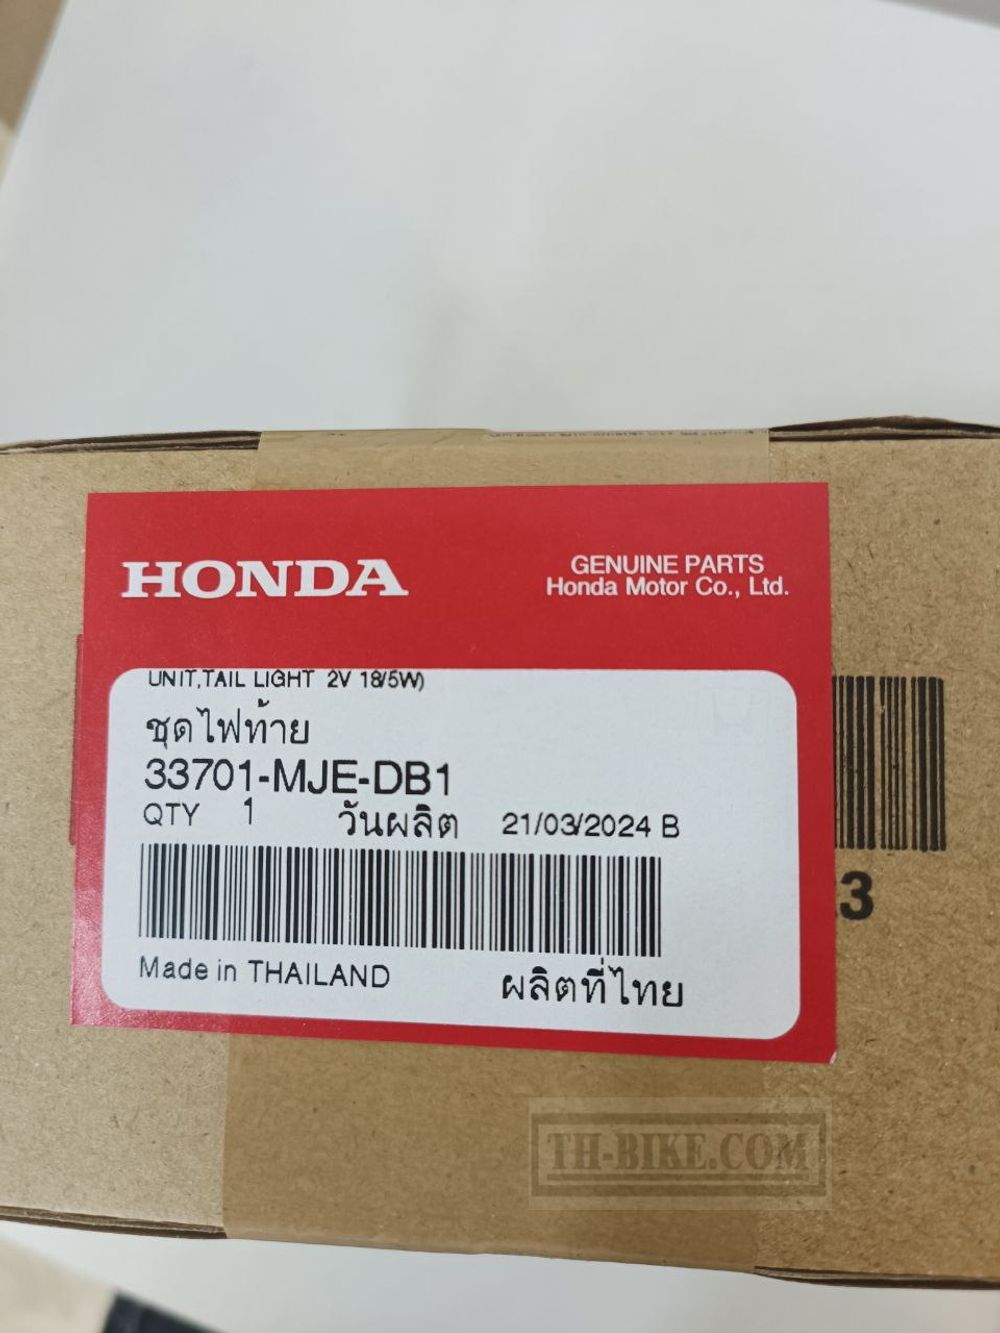 HONDA
GENUINE PARTS
Honda Motor Co., Ltd.
UNIT,TAIL LIGHT 2V 18/5W)
ชุดไฟท้าย
33701-MJE-DB1
QTY 1 วันผลิต 21/03/2024 B
3
Made in THAILAND ผลิตที่ไทย
TH-BIKE.COM